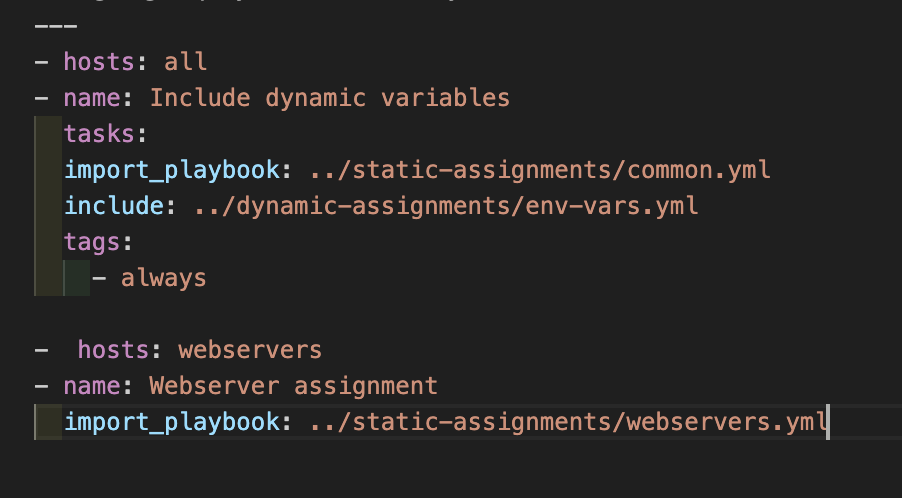 ---
- hosts: all
- name: Include dynamic variables
  tasks:
  import_playbook: ../static-assignments/common.yml
  include: ../dynamic-assignments/env-vars.yml
  tags:
    - always

-  hosts: webservers
- name: Webserver assignment
  import_playbook: ../static-assignments/webservers.yml